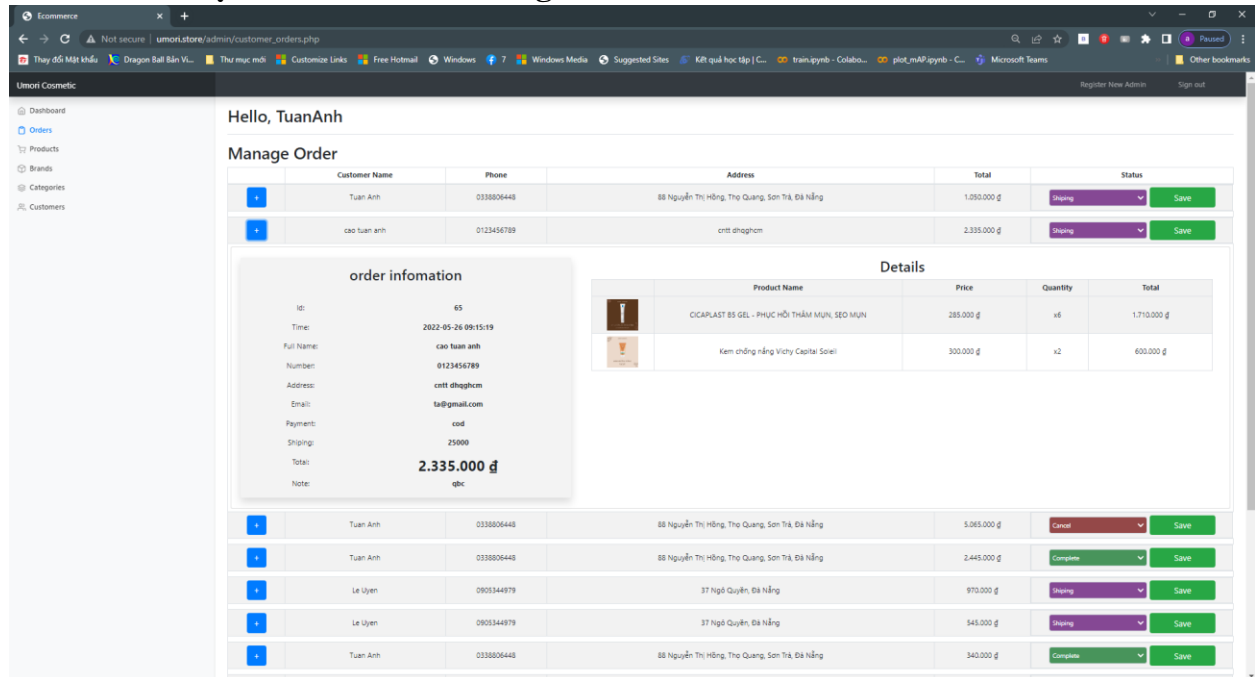 Ecommerce
Not secure | umori.store/admin/customer_orders.php
Paused
Thay đổi Mật khẩu Dragon Ball Bản Vi... Thư mục mới Customize Links Free Hotmail Windows 7 Windows Media Suggested Sites Kết quả học tập | C... train.ipynb - Colabo... plot_mAP.ipynb - C... Microsoft Teams Other bookmarks
Umori Cosmetic Register New Admin Sign out
Dashboard
Orders
Products
Brands
Categories
Customers
Hello, TuanAnh
Manage Order
Customer Name Phone Address Total Status
+ Tuan Anh 0338806448 88 Nguyễn Thị Hồng, Thọ Quang, Sơn Trà, Đà Nẵng 1.050.000 ₫ Shiping Save
+ cao tuan anh 0123456789 cntt dhqghcm 2.335.000 ₫ Shiping Save
order infomation
Id: 65
Time: 2022-05-26 09:15:19
Full Name: cao tuan anh
Number: 0123456789
Address: cntt dhqghcm
Email: ta@gmail.com
Payment: cod
Shiping: 25000
Total: 2.335.000 ₫
Note: qbc
Details
Product Name Price Quantity Total
CICAPLAST B5 GEL - PHỤC HỒI THÂM MỤN, SẸO MỤN 285.000 ₫ x6 1.710.000 ₫
Kem chống nắng Vichy Capital Soleil 300.000 ₫ x2 600.000 ₫
+ Tuan Anh 0338806448 88 Nguyễn Thị Hồng, Thọ Quang, Sơn Trà, Đà Nẵng 5.065.000 ₫ Cancel Save
+ Tuan Anh 0338806448 88 Nguyễn Thị Hồng, Thọ Quang, Sơn Trà, Đà Nẵng 2.445.000 ₫ Complete Save
+ Le Uyen 0905344979 37 Ngô Quyền, Đà Nẵng 970.000 ₫ Shiping Save
+ Le Uyen 0905344979 37 Ngô Quyền, Đà Nẵng 545.000 ₫ Shiping Save
+ Tuan Anh 0338806448 88 Nguyễn Thị Hồng, Thọ Quang, Sơn Trà, Đà Nẵng 340.000 ₫ Complete Save